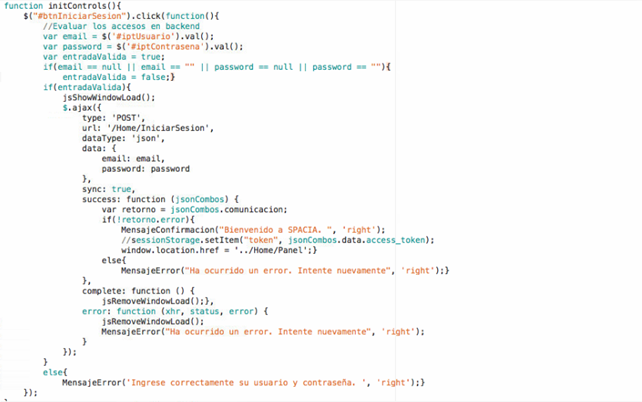 function initControls(){
$("#btnIniciarSesion").click(function(){
//Evaluar los accesos en backend
var email = $('#iptUsuario').val();
var password = $('#iptContrasena').val();
var entradaValida = true;
if(email == null || email == "" || password == null || password == ""){
entradaValida = false;}
if(entradaValida){
jsShowWindowLoad();
$.ajax({
type: 'POST',
url: '/Home/IniciarSesion',
dataType: 'json',
data: {
email: email,
password: password
},
sync: true,
success: function (jsonCombos) {
var retorno = jsonCombos.comunicacion;
if(!retorno.error){
MensajeConfirmacion("Bienvenido a SPACIA. ", 'right');
//sessionStorage.setItem("token", jsonCombos.data.access_token);
window.location.href = '../Home/Panel';}
else{
MensajeError("Ha ocurrido un error. Intente nuevamente", 'right');}
},
complete: function () {
jsRemoveWindowLoad();},
error: function (xhr, status, error) {
jsRemoveWindowLoad();
MensajeError("Ha ocurrido un error. Intente nuevamente", 'right');
}
});
}
else{
MensajeError('Ingrese correctamente su usuario y contraseña. ', 'right');}
});